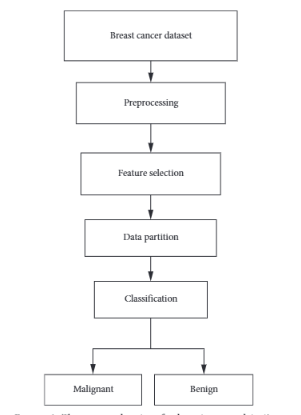 Breast cancer dataset
Preprocessing
Feature selection
Data partition
Classification
Malignant
Benign